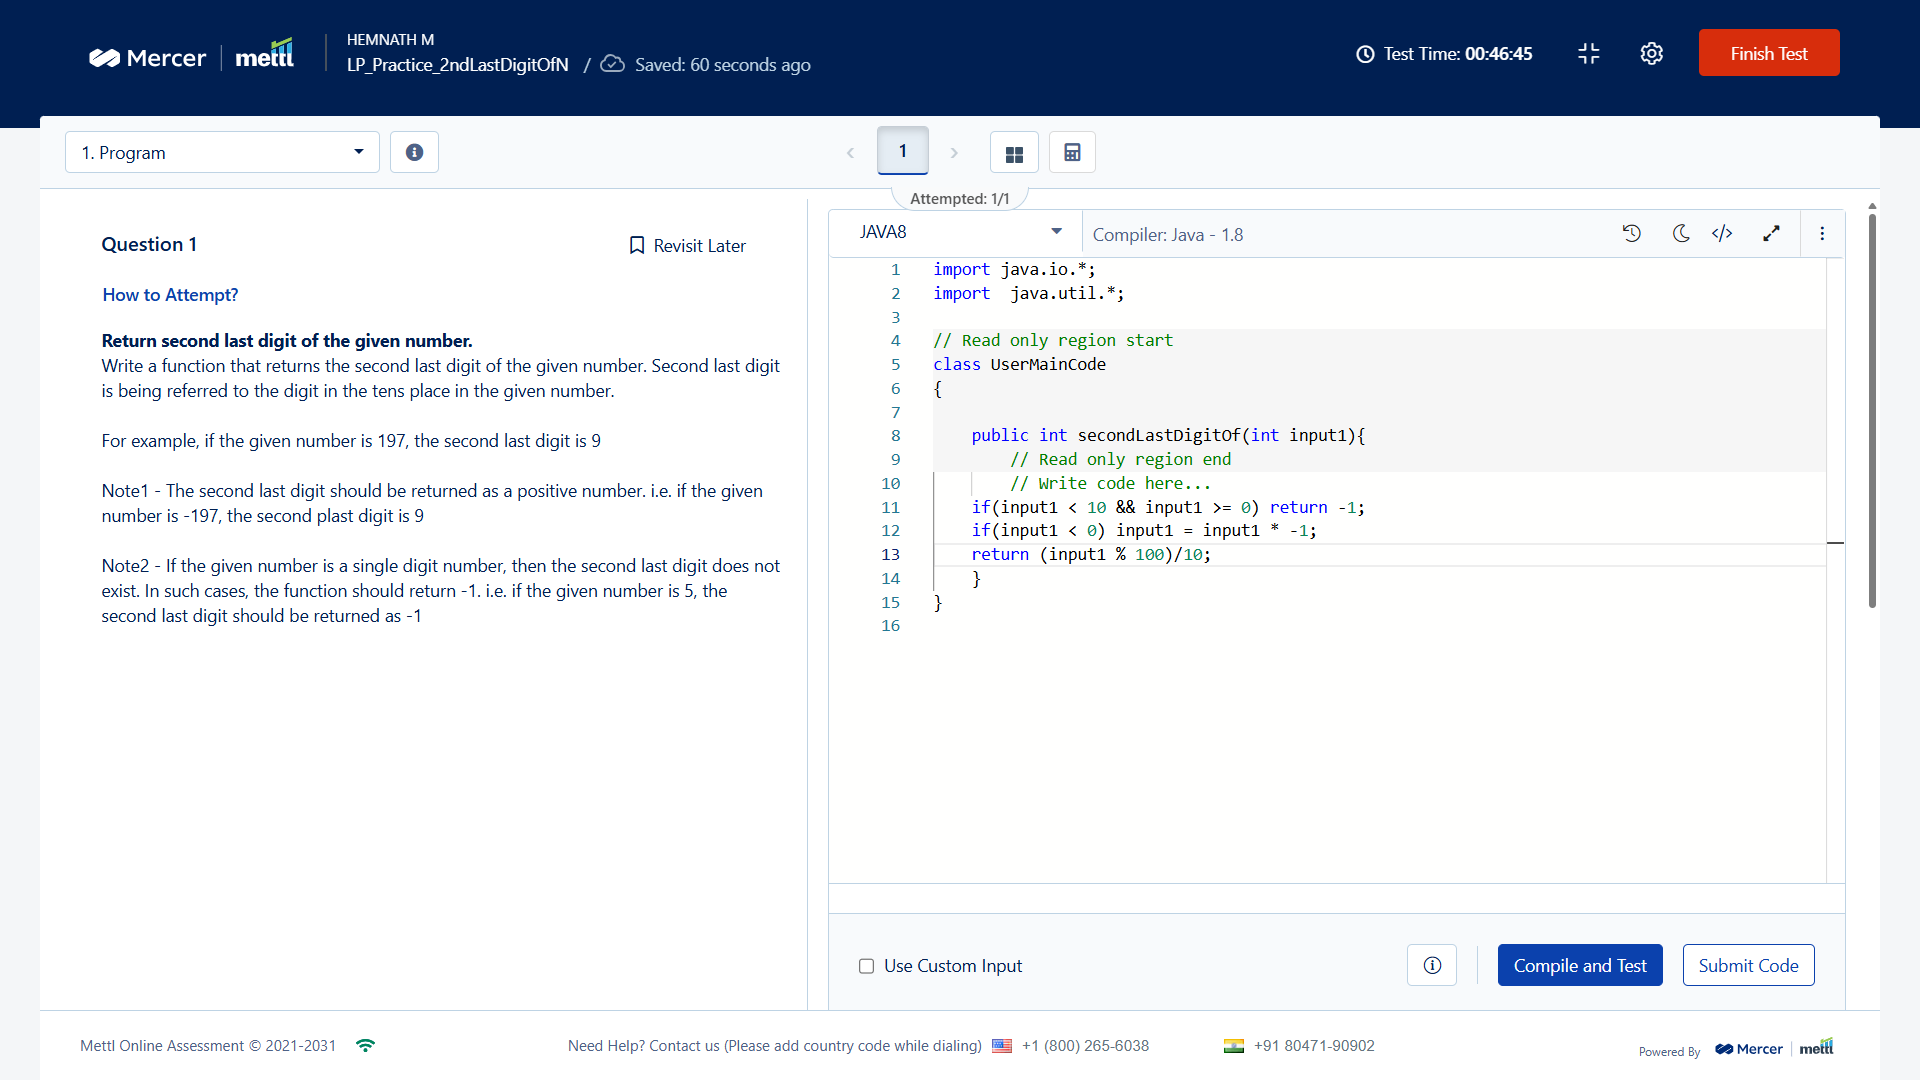 Mercer | mettl
HEMNATH M
LP_Practice_2ndLastDigitOfN / Saved: 60 seconds ago
Test Time: 00:46:45
Finish Test
1. Program
1
Attempted: 1/1
Question 1
Revisit Later
How to Attempt?
Return second last digit of the given number.
Write a function that returns the second last digit of the given number. Second last digit
is being referred to the digit in the tens place in the given number.
For example, if the given number is 197, the second last digit is 9
Note1 - The second last digit should be returned as a positive number. i.e. if the given
number is -197, the second plast digit is 9
Note2 - If the given number is a single digit number, then the second last digit does not
exist. In such cases, the function should return -1. i.e. if the given number is 5, the
second last digit should be returned as -1
JAVA8
Compiler: Java - 1.8
1 import java.io.*;
2 import  java.util.*;
3
4 // Read only region start
5 class UserMainCode
6 {
7
8     public int secondLastDigitOf(int input1){
9         // Read only region end
10         // Write code here...
11     if(input1 < 10 && input1 >= 0) return -1;
12     if(input1 < 0) input1 = input1 * -1;
13     return (input1 % 100)/10;
14     }
15 }
16
Use Custom Input
Compile and Test
Submit Code
Mettl Online Assessment © 2021-2031
Need Help? Contact us (Please add country code while dialing) +1 (800) 265-6038
+91 80471-90902
Powered By Mercer | mettl